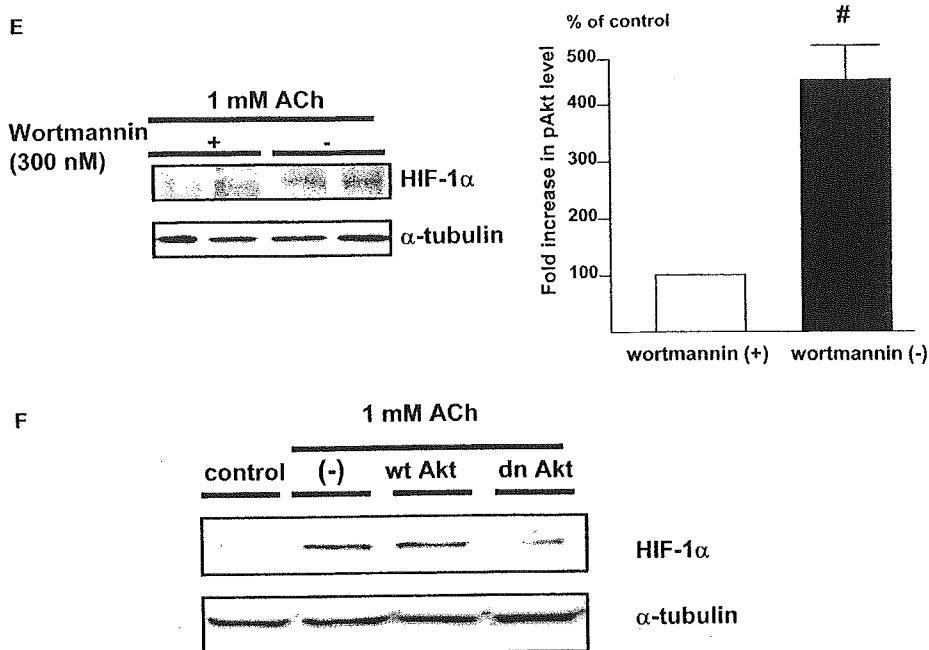 E
1 mM ACh
Wortmannin
(300 nM)
+ -
HIF-1α
α-tubulin
% of control
#
Fold increase in pAkt level
500
400
300
200
100
wortmannin (+) wortmannin (-)
F
1 mM ACh
control (-) wt Akt dn Akt
HIF-1α
α-tubulin